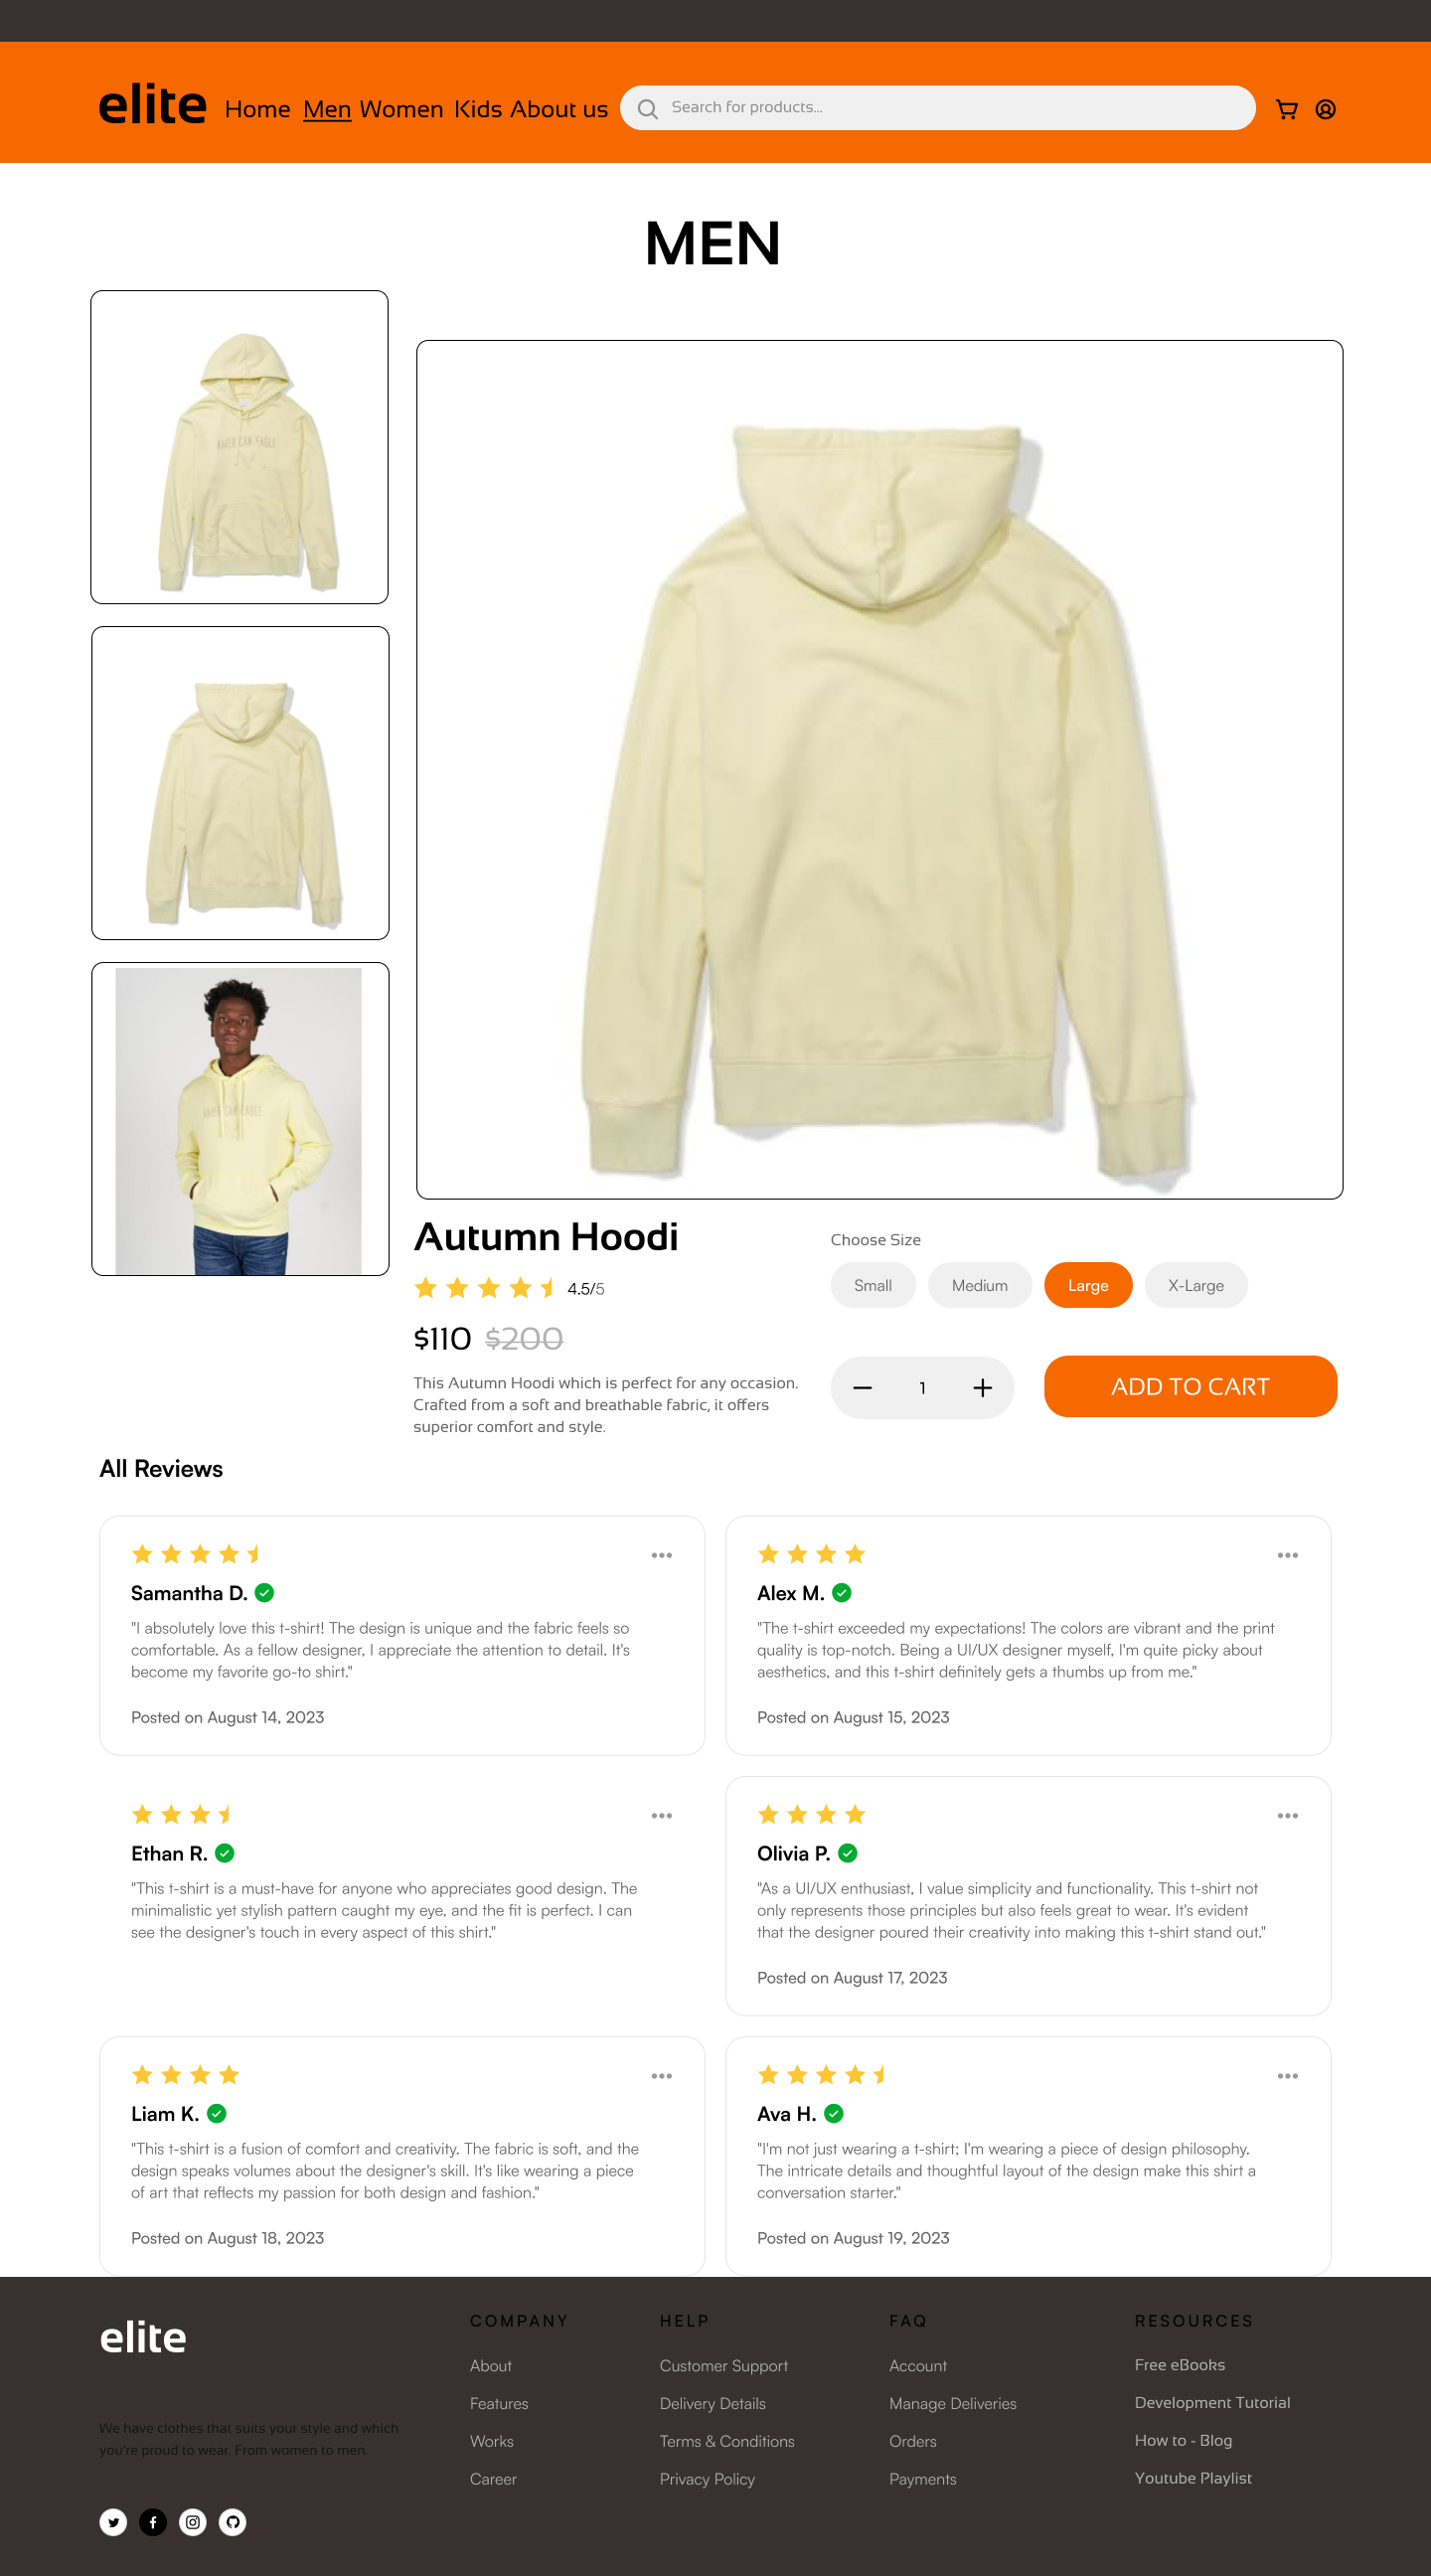 elite Home Men Women Kids About us Search for products...
MEN
AMERICAN EAGLE
AMERICAN EAGLE
Autumn Hoodi
4.5/5
$110 $200
This Autumn Hoodi which is perfect for any occasion.
Crafted from a soft and breathable fabric, it offers
superior comfort and style.
Choose Size
Small Medium Large X-Large
1 ADD TO CART
All Reviews
Samantha D.
"I absolutely love this t-shirt! The design is unique and the fabric feels so
comfortable. As a fellow designer, I appreciate the attention to detail. It's
become my favorite go-to shirt."
Posted on August 14, 2023
Alex M.
"The t-shirt exceeded my expectations! The colors are vibrant and the print
quality is top-notch. Being a UI/UX designer myself, I'm quite picky about
aesthetics, and this t-shirt definitely gets a thumbs up from me."
Posted on August 15, 2023
Ethan R.
"This t-shirt is a must-have for anyone who appreciates good design. The
minimalistic yet stylish pattern caught my eye, and the fit is perfect. I can
see the designer's touch in every aspect of this shirt."
Olivia P.
"As a UI/UX enthusiast, I value simplicity and functionality. This t-shirt not
only represents those principles but also feels great to wear. It's evident
that the designer poured their creativity into making this t-shirt stand out."
Posted on August 17, 2023
Liam K.
"This t-shirt is a fusion of comfort and creativity. The fabric is soft, and the
design speaks volumes about the designer's skill. It's like wearing a piece
of art that reflects my passion for both design and fashion."
Posted on August 18, 2023
Ava H.
"I'm not just wearing a t-shirt; I'm wearing a piece of design philosophy.
The intricate details and thoughtful layout of the design make this shirt a
conversation starter."
Posted on August 19, 2023
elite
We have clothes that suits your style and which
you're proud to wear. From women to men.
COMPANY
About
Features
Works
Career
HELP
Customer Support
Delivery Details
Terms & Conditions
Privacy Policy
FAQ
Account
Manage Deliveries
Orders
Payments
RESOURCES
Free eBooks
Development Tutorial
How to - Blog
Youtube Playlist